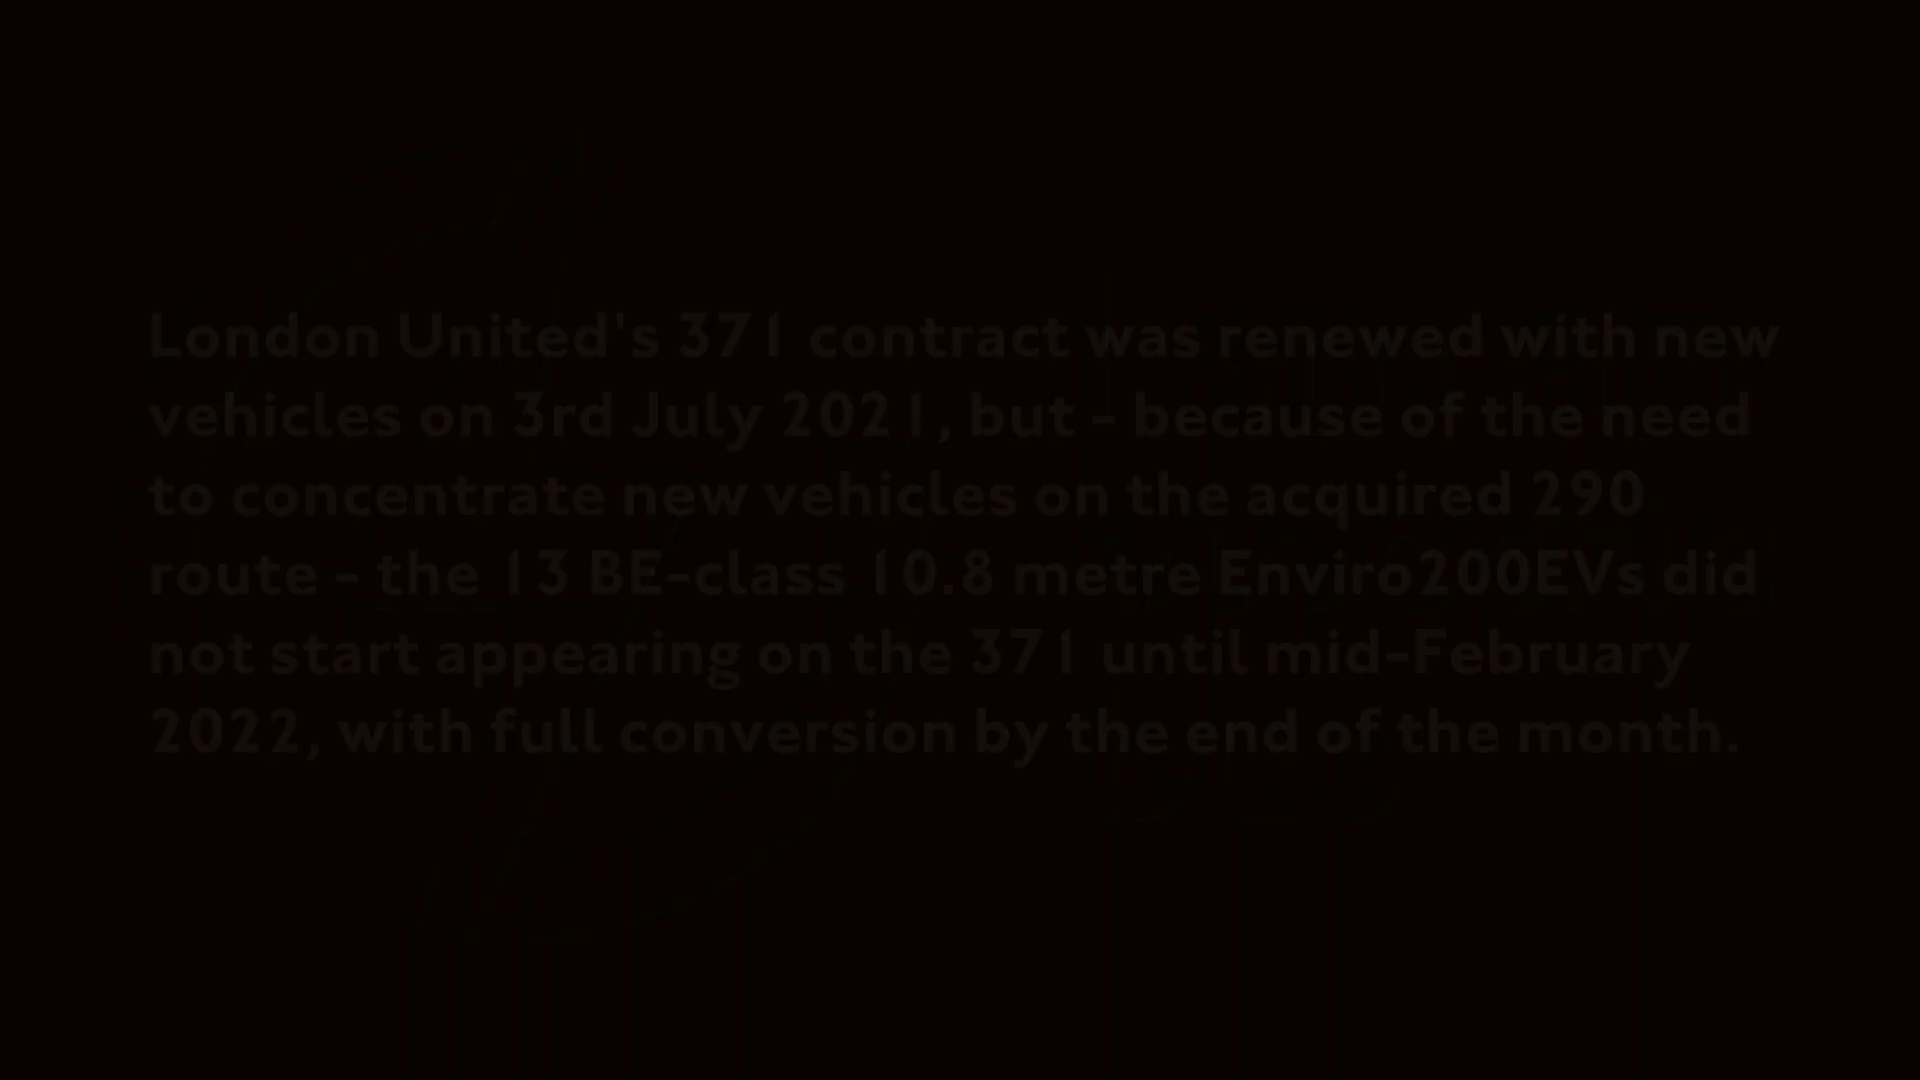 London United's 371 contract was renewed with new
vehicles on 3rd July 2021, but - because of the need
to concentrate new vehicles on the acquired 290
route - the 13 BE-class 10.8 metre Enviro200EVs did
not start appearing on the 371 until mid-February
2022, with full conversion by the end of the month.